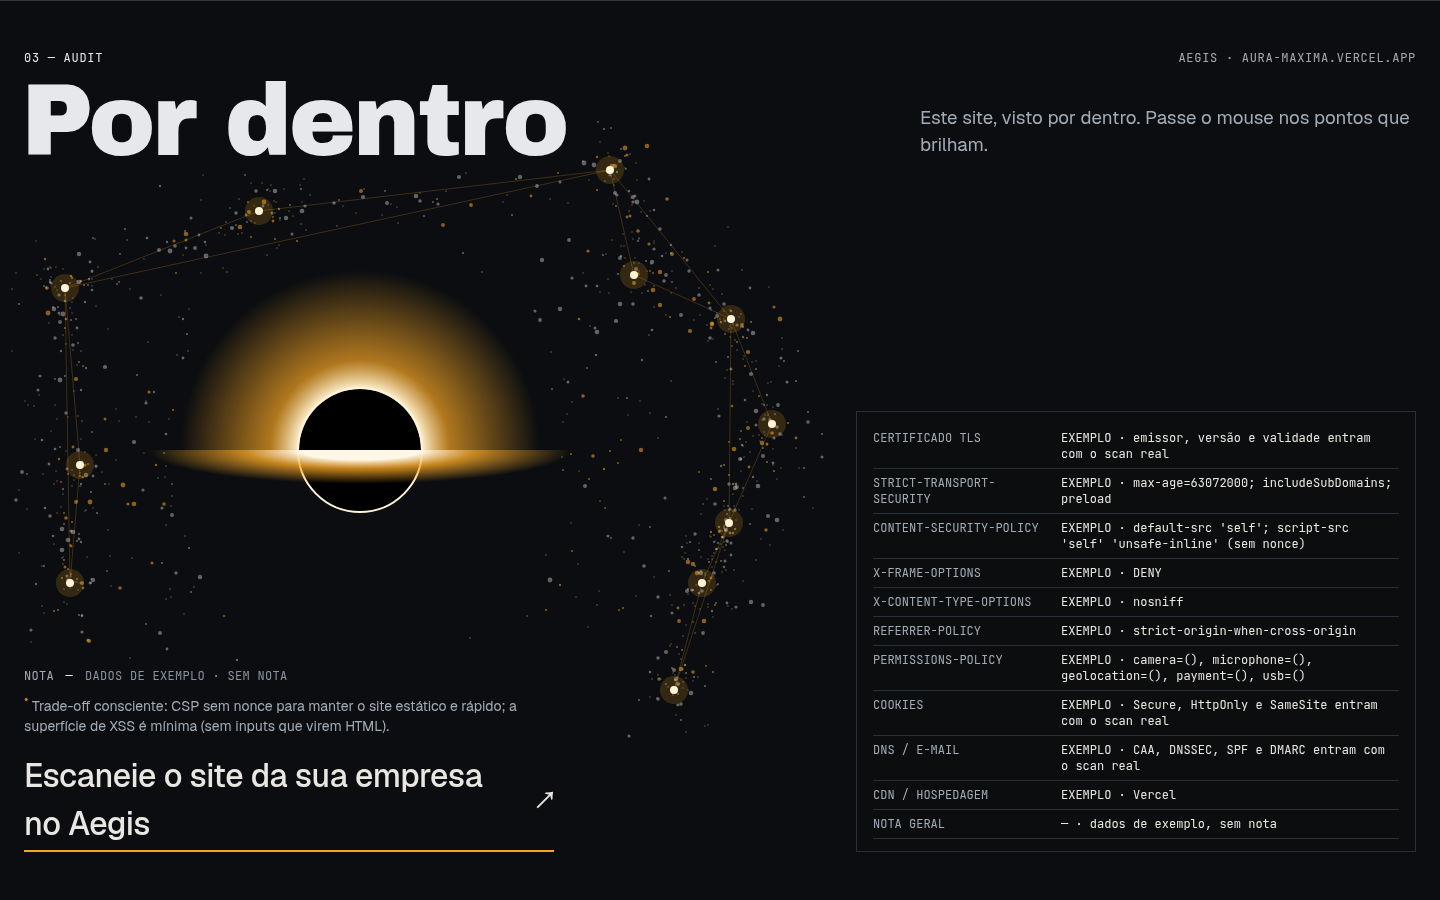 03 — AUDIT
AEGIS · AURA-MAXIMA.VERCEL.APP
Por dentro
Este site, visto por dentro. Passe o mouse nos pontos que
brilham.
NOTA — DADOS DE EXEMPLO · SEM NOTA
* Trade-off consciente: CSP sem nonce para manter o site estático e rápido; a
superfície de XSS é mínima (sem inputs que virem HTML).
Escaneie o site da sua empresa
no Aegis ↗
CERTIFICADO TLS EXEMPLO · emissor, versão e validade entram
com o scan real
STRICT-TRANSPORT- EXEMPLO · max-age=63072000; includeSubDomains;
SECURITY preload
CONTENT-SECURITY-POLICY EXEMPLO · default-src 'self'; script-src
'self' 'unsafe-inline' (sem nonce)
X-FRAME-OPTIONS EXEMPLO · DENY
X-CONTENT-TYPE-OPTIONS EXEMPLO · nosniff
REFERRER-POLICY EXEMPLO · strict-origin-when-cross-origin
PERMISSIONS-POLICY EXEMPLO · camera=(), microphone=(),
geolocation=(), payment=(), usb=()
COOKIES EXEMPLO · Secure, HttpOnly e SameSite entram
com o scan real
DNS / E-MAIL EXEMPLO · CAA, DNSSEC, SPF e DMARC entram com
o scan real
CDN / HOSPEDAGEM EXEMPLO · Vercel
NOTA GERAL — · dados de exemplo, sem nota